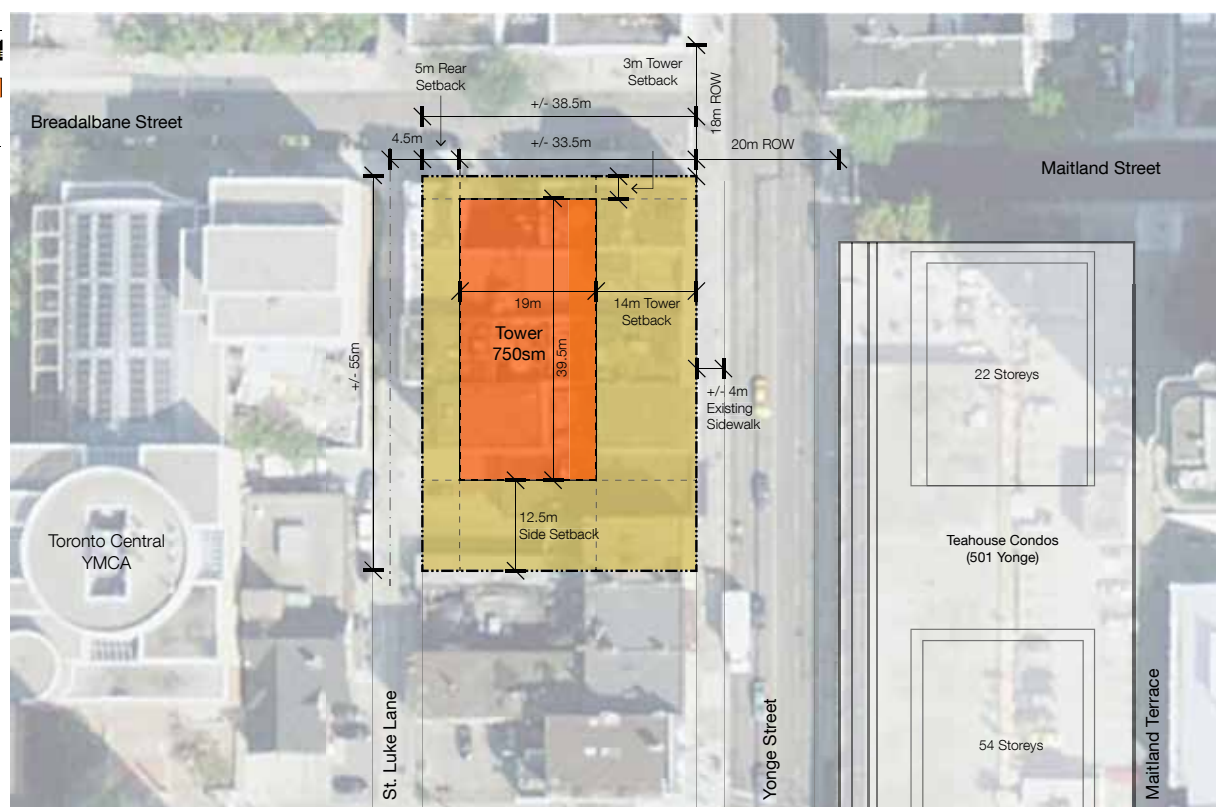 5m Rear
Setback
3m Tower
Setback
+/- 38.5m
18m ROW
Breadalbane Street
4.5m
+/- 33.5m
20m ROW
Maitland Street
19m
14m Tower
Setback
Tower
750sm
39.5m
+/- 55m
22 Storeys
+/- 4m
Existing
Sidewalk
12.5m
Side Setback
Toronto Central
YMCA
Teahouse Condos
(501 Yonge)
St. Luke Lane
Yonge Street
54 Storeys
Maitland Terrace